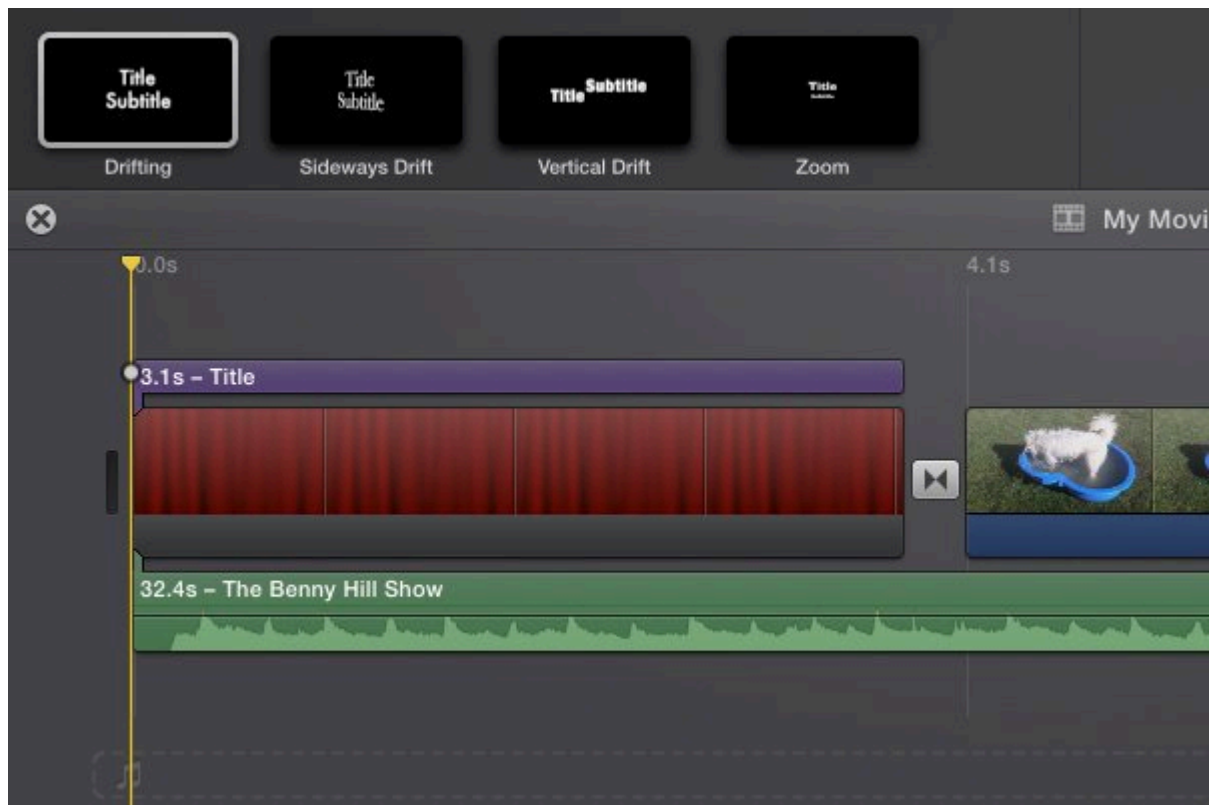 Title
Subtitle
Title
Subtitle
Title Subtitle
Title
Drifting
Sideways Drift
Vertical Drift
Zoom
My Movi
0.0s
4.1s
3.1s – Title
32.4s – The Benny Hill Show